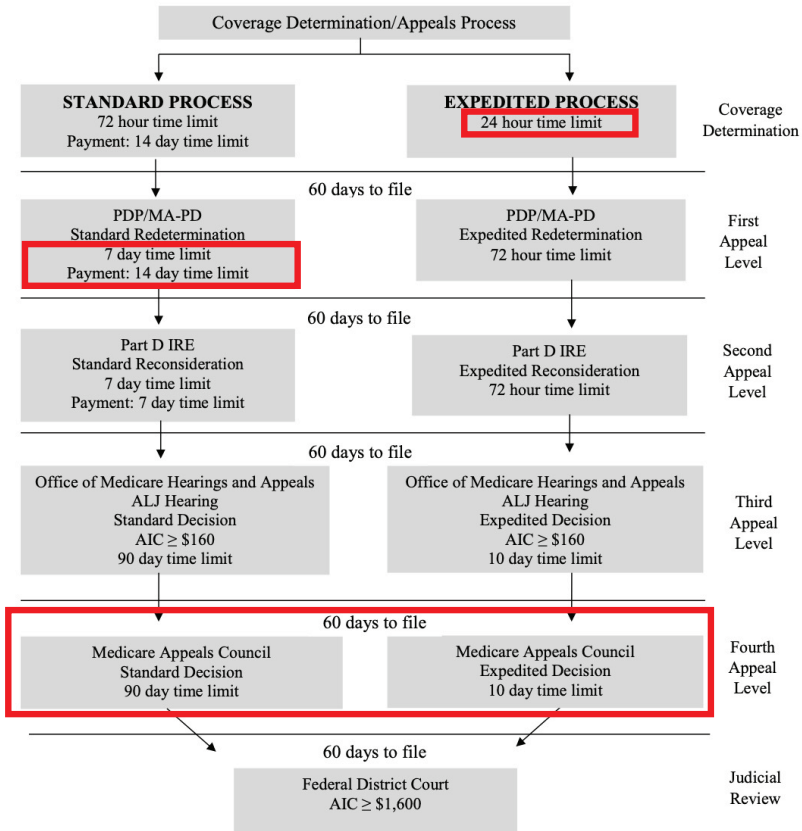 Coverage Determination/Appeals Process
STANDARD PROCESS
72 hour time limit
Payment: 14 day time limit
EXPEDITED PROCESS
24 hour time limit
Coverage
Determination
60 days to file
PDP/MA-PD
Standard Redetermination
7 day time limit
Payment: 14 day time limit
PDP/MA-PD
Expedited Redetermination
72 hour time limit
First
Appeal
Level
60 days to file
Part D IRE
Standard Reconsideration
7 day time limit
Payment: 7 day time limit
Part D IRE
Expedited Reconsideration
72 hour time limit
Second
Appeal
Level
60 days to file
Office of Medicare Hearings and Appeals
ALJ Hearing
Standard Decision
AIC ≥ $160
90 day time limit
Office of Medicare Hearings and Appeals
ALJ Hearing
Expedited Decision
AIC ≥ $160
10 day time limit
Third
Appeal
Level
60 days to file
Medicare Appeals Council
Standard Decision
90 day time limit
Medicare Appeals Council
Expedited Decision
10 day time limit
Fourth
Appeal
Level
60 days to file
Federal District Court
AIC ≥ $1,600
Judicial
Review